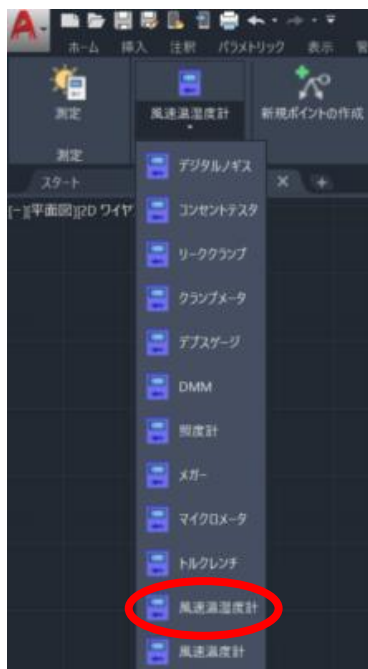 A
ホーム 挿入 注釈 パラメトリック 表示 管
測定 風速温湿度計 新規ポイントの作成
測定
スタート
[-][平面図][2D ワイヤ
デジタルノギス
コンセントテスタ
リーククランプ
クランプメータ
デプスゲージ
DMM
照度計
メガー
マイクロメータ
トルクレンチ
風速温湿度計
風速温度計